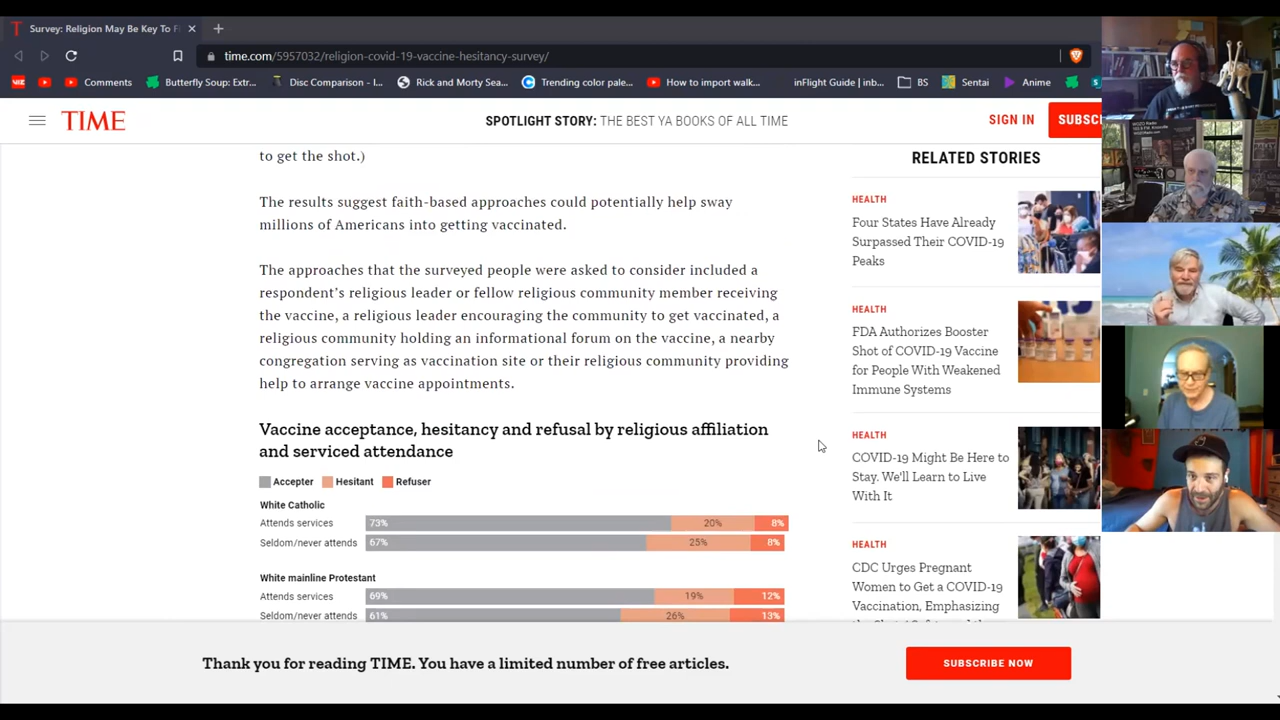 Survey: Religion May Be Key To F
time.com/5957032/religion-covid-19-vaccine-hesitancy-survey/
Comments
Butterfly Soup: Extr...
Disc Comparison - I...
Rick and Morty Sea...
Trending color pale...
How to import walk...
inFlight Guide | inb...
BS
Sentai
Anime
TIME
SPOTLIGHT STORY: THE BEST YA BOOKS OF ALL TIME
SIGN IN
SUBSC
to get the shot.)
The results suggest faith-based approaches could potentially help sway
millions of Americans into getting vaccinated.
The approaches that the surveyed people were asked to consider included a
respondent's religious leader or fellow religious community member receiving
the vaccine, a religious leader encouraging the community to get vaccinated, a
religious community holding an informational forum on the vaccine, a nearby
congregation serving as vaccination site or their religious community providing
help to arrange vaccine appointments.
Vaccine acceptance, hesitancy and refusal by religious affiliation
and serviced attendance
Accepter Hesitant Refuser
White Catholic
Attends services 73% 20% 8%
Seldom/never attends 67% 25% 8%
White mainline Protestant
Attends services 69% 19% 12%
Seldom/never attends 61% 26% 13%
RELATED STORIES
HEALTH
Four States Have Already
Surpassed Their COVID-19
Peaks
HEALTH
FDA Authorizes Booster
Shot of COVID-19 Vaccine
for People With Weakened
Immune Systems
HEALTH
COVID-19 Might Be Here to
Stay. We'll Learn to Live
With It
HEALTH
CDC Urges Pregnant
Women to Get a COVID-19
Vaccination, Emphasizing
Thank you for reading TIME. You have a limited number of free articles.
SUBSCRIBE NOW